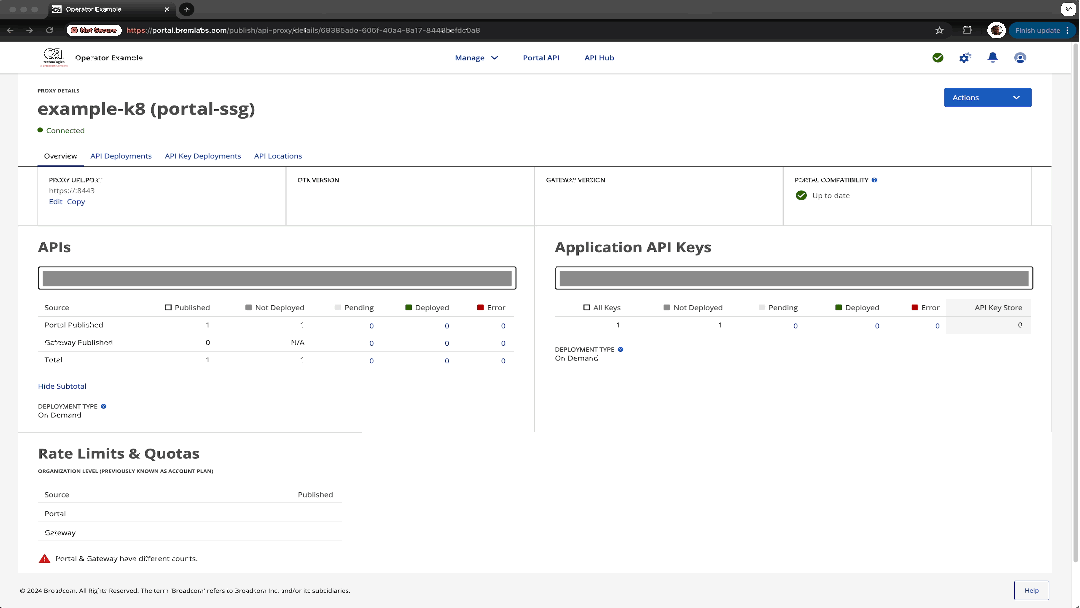 Operator Example
Not Secure https://portal.brcmlabs.com/publish/api-proxy/details/ Finish update
Operator Example Manage Portal API API Hub
PROXY DETAILS
example-k8 (portal-ssg)
Actions
Connected
Overview API Deployments API Key Deployments API Locations
PROXY URL:PORT OTK VERSION GATEWAY VERSION PORTAL COMPATIBILITY
https://:8443 Up to date
Edit Copy
APIs Application API Keys
Source Published Not Deployed Pending Deployed Error
Portal Published 1 1 0 0 0
Gateway Published 0 N/A 0 0 0
Total 1 1 0 0 0
Hide Subtotal
DEPLOYMENT TYPE
On Demand
All Keys Not Deployed Pending Deployed Error API Key Store
1 1 0 0 0 0
DEPLOYMENT TYPE
On Demand
Rate Limits & Quotas
ORGANIZATION LEVEL (PREVIOUSLY KNOWN AS ACCOUNT PLAN)
Source Published
Portal
Gateway
Portal & Gateway have different counts.
© 2024 Broadcom. All Rights Reserved. The term "Broadcom" refers to Broadcom Inc. and/or its subsidiaries.
Help